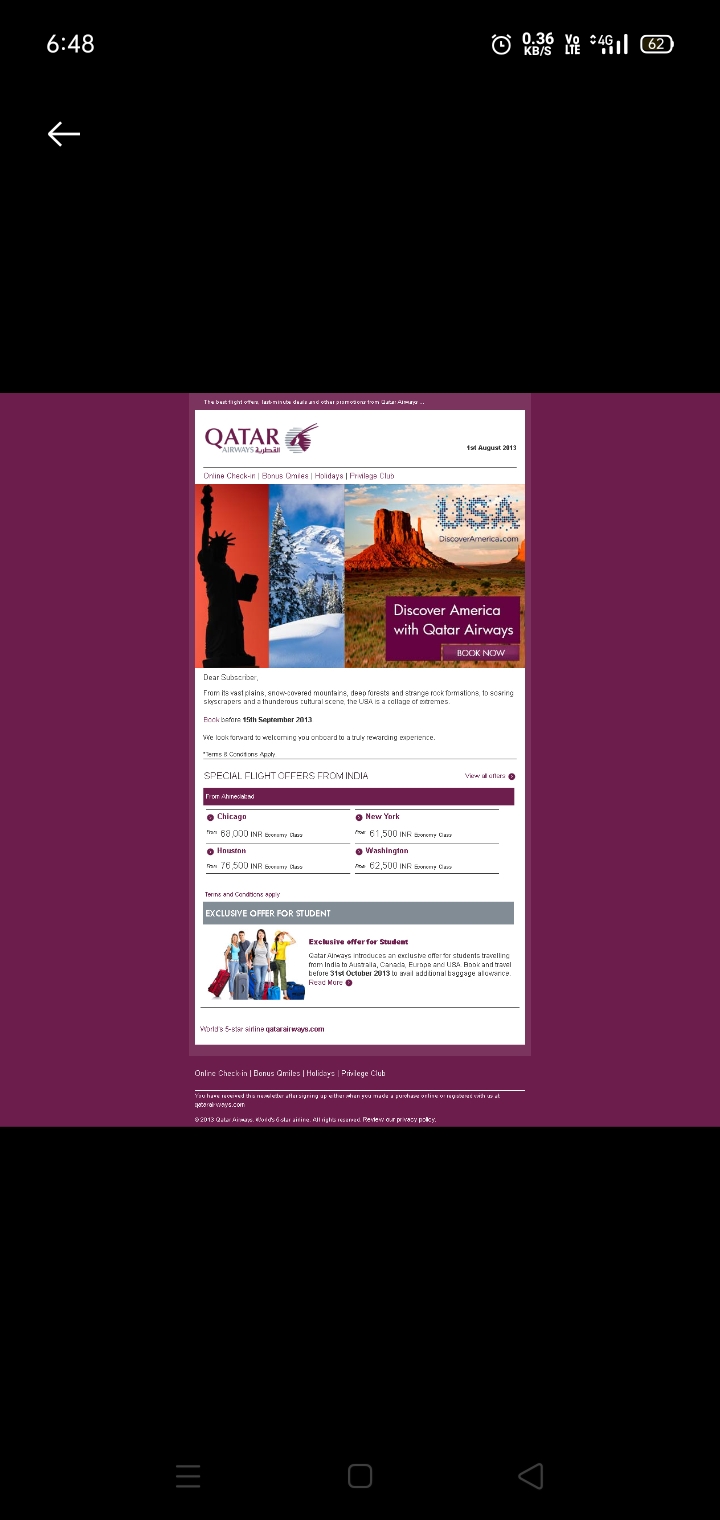 6:48
0.36 KB/S
Vo LTE
4G
62
The best flight offers, last-minute deals and other promotions from Qatar Airways ...
QATAR
AIRWAYS القطرية
1st August 2013
Online Check-in | Bonus Qmiles | Holidays | Privilege Club
USA
DiscoverAmerica.com
Discover America
with Qatar Airways
BOOK NOW
Dear Subscriber,
From its vast plains, snow-covered mountains, deep forests and strange rock formations, to soaring
skyscrapers and a thunderous cultural scene, the USA is a collage of extremes.
Book before 15th September 2013
We look forward to welcoming you onboard to a truly rewarding experience.
*Terms & Conditions Apply.
SPECIAL FLIGHT OFFERS FROM INDIA
View all offers
From Ahmedabad
Chicago
From 68,000 INR Economy Class
New York
From 61,500 INR Economy Class
Houston
From 76,500 INR Economy Class
Washington
From 62,500 INR Economy Class
Terms and Conditions apply
EXCLUSIVE OFFER FOR STUDENT
Exclusive offer for Student
Qatar Airways introduces an exclusive offer for students travelling
from India to Australia, Canada, Europe and USA. Book and travel
before 31st October 2013 to avail additional baggage allowance.
Read More
World's 5-star airline qatarairways.com
Online Check-in | Bonus Qmiles | Holidays | Privilege Club
You have received this newsletter after signing up either when you made a purchase online or registered with us at
qatarairways.com
© 2013 Qatar Airways. World's 5-star airline. All rights reserved. Review our privacy policy.